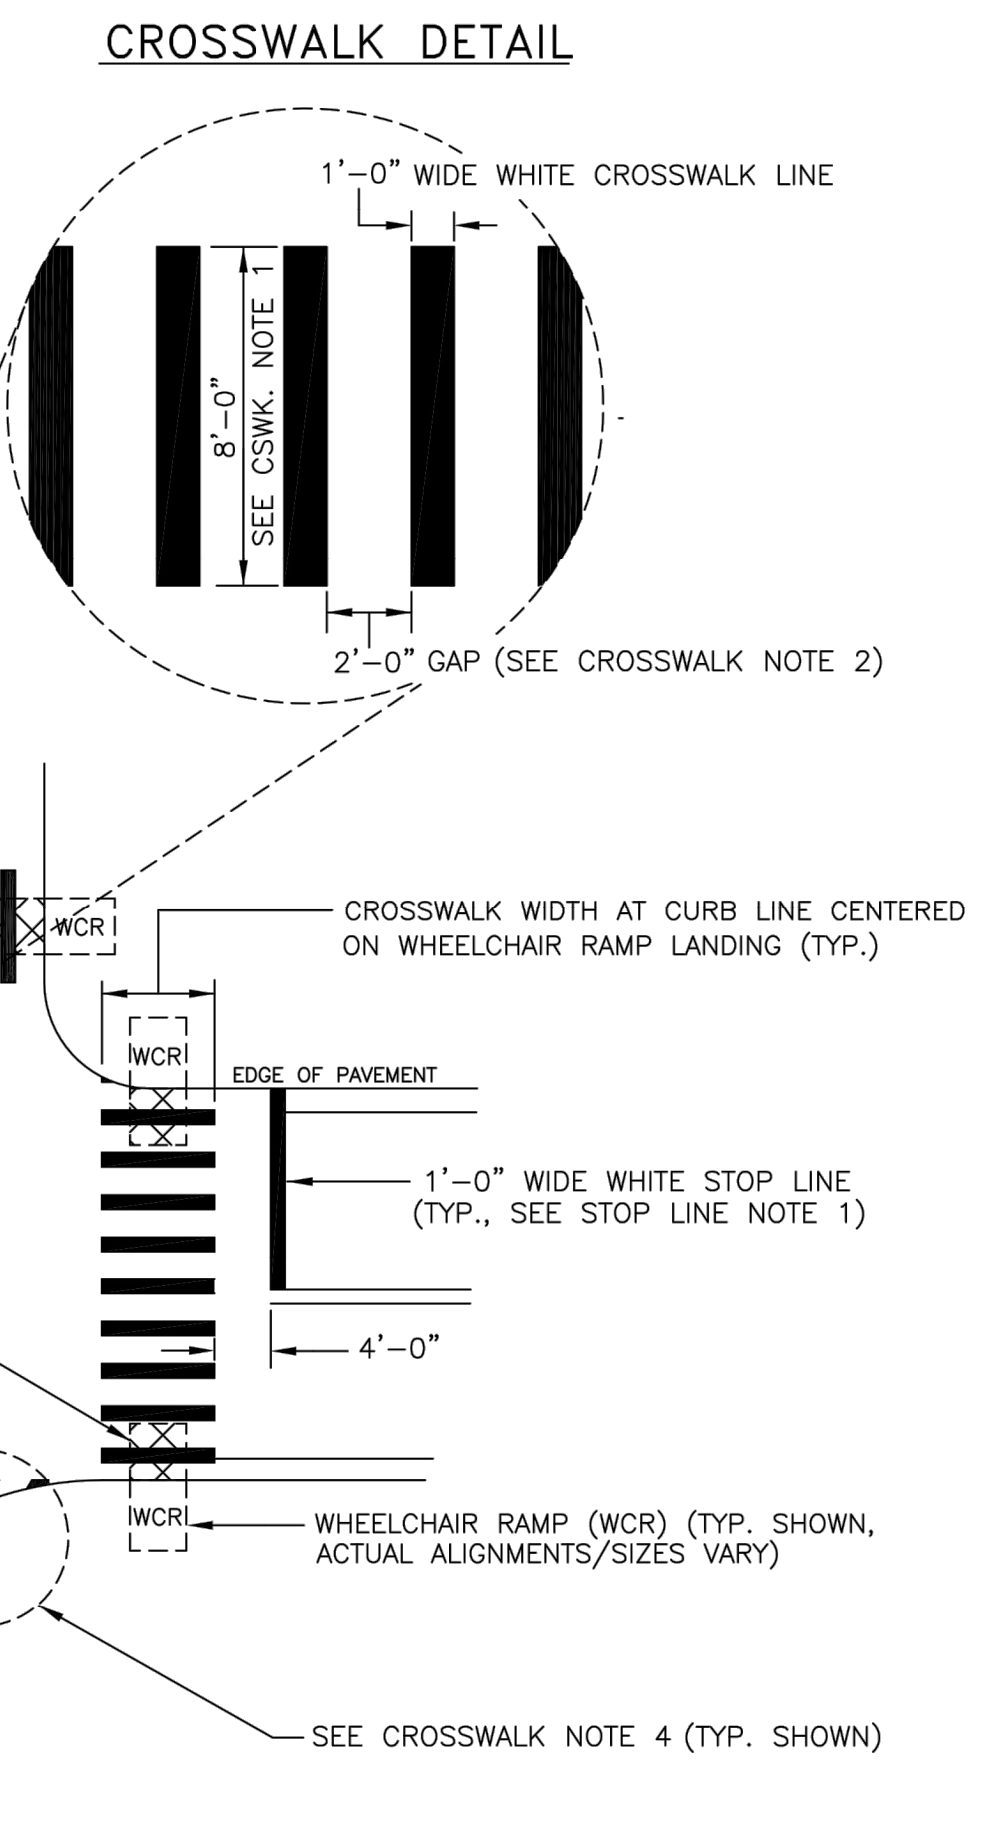 CROSSWALK DETAIL
1'-0" WIDE WHITE CROSSWALK LINE
8'-0"
SEE CSWK. NOTE 1
2'-0" GAP (SEE CROSSWALK NOTE 2)
WCR
CROSSWALK WIDTH AT CURB LINE CENTERED
ON WHEELCHAIR RAMP LANDING (TYP.)
WCR
EDGE OF PAVEMENT
1'-0" WIDE WHITE STOP LINE
(TYP., SEE STOP LINE NOTE 1)
4'-0"
WCR
WHEELCHAIR RAMP (WCR) (TYP. SHOWN,
ACTUAL ALIGNMENTS/SIZES VARY)
SEE CROSSWALK NOTE 4 (TYP. SHOWN)